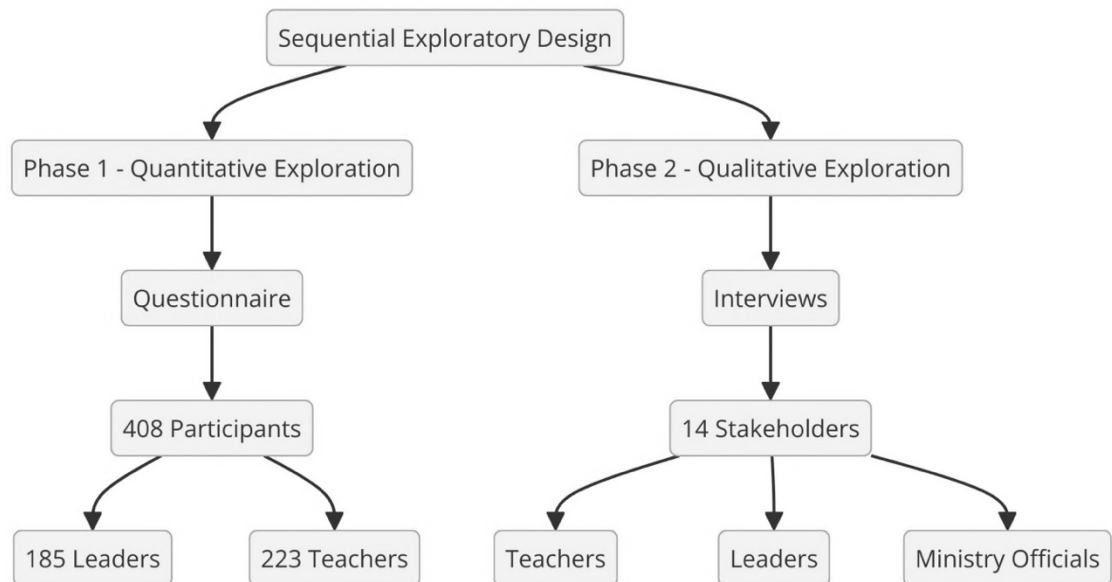 Sequential Exploratory Design
Phase 1 - Quantitative Exploration
Phase 2 - Qualitative Exploration
Questionnaire
Interviews
408 Participants
14 Stakeholders
185 Leaders
223 Teachers
Teachers
Leaders
Ministry Officials